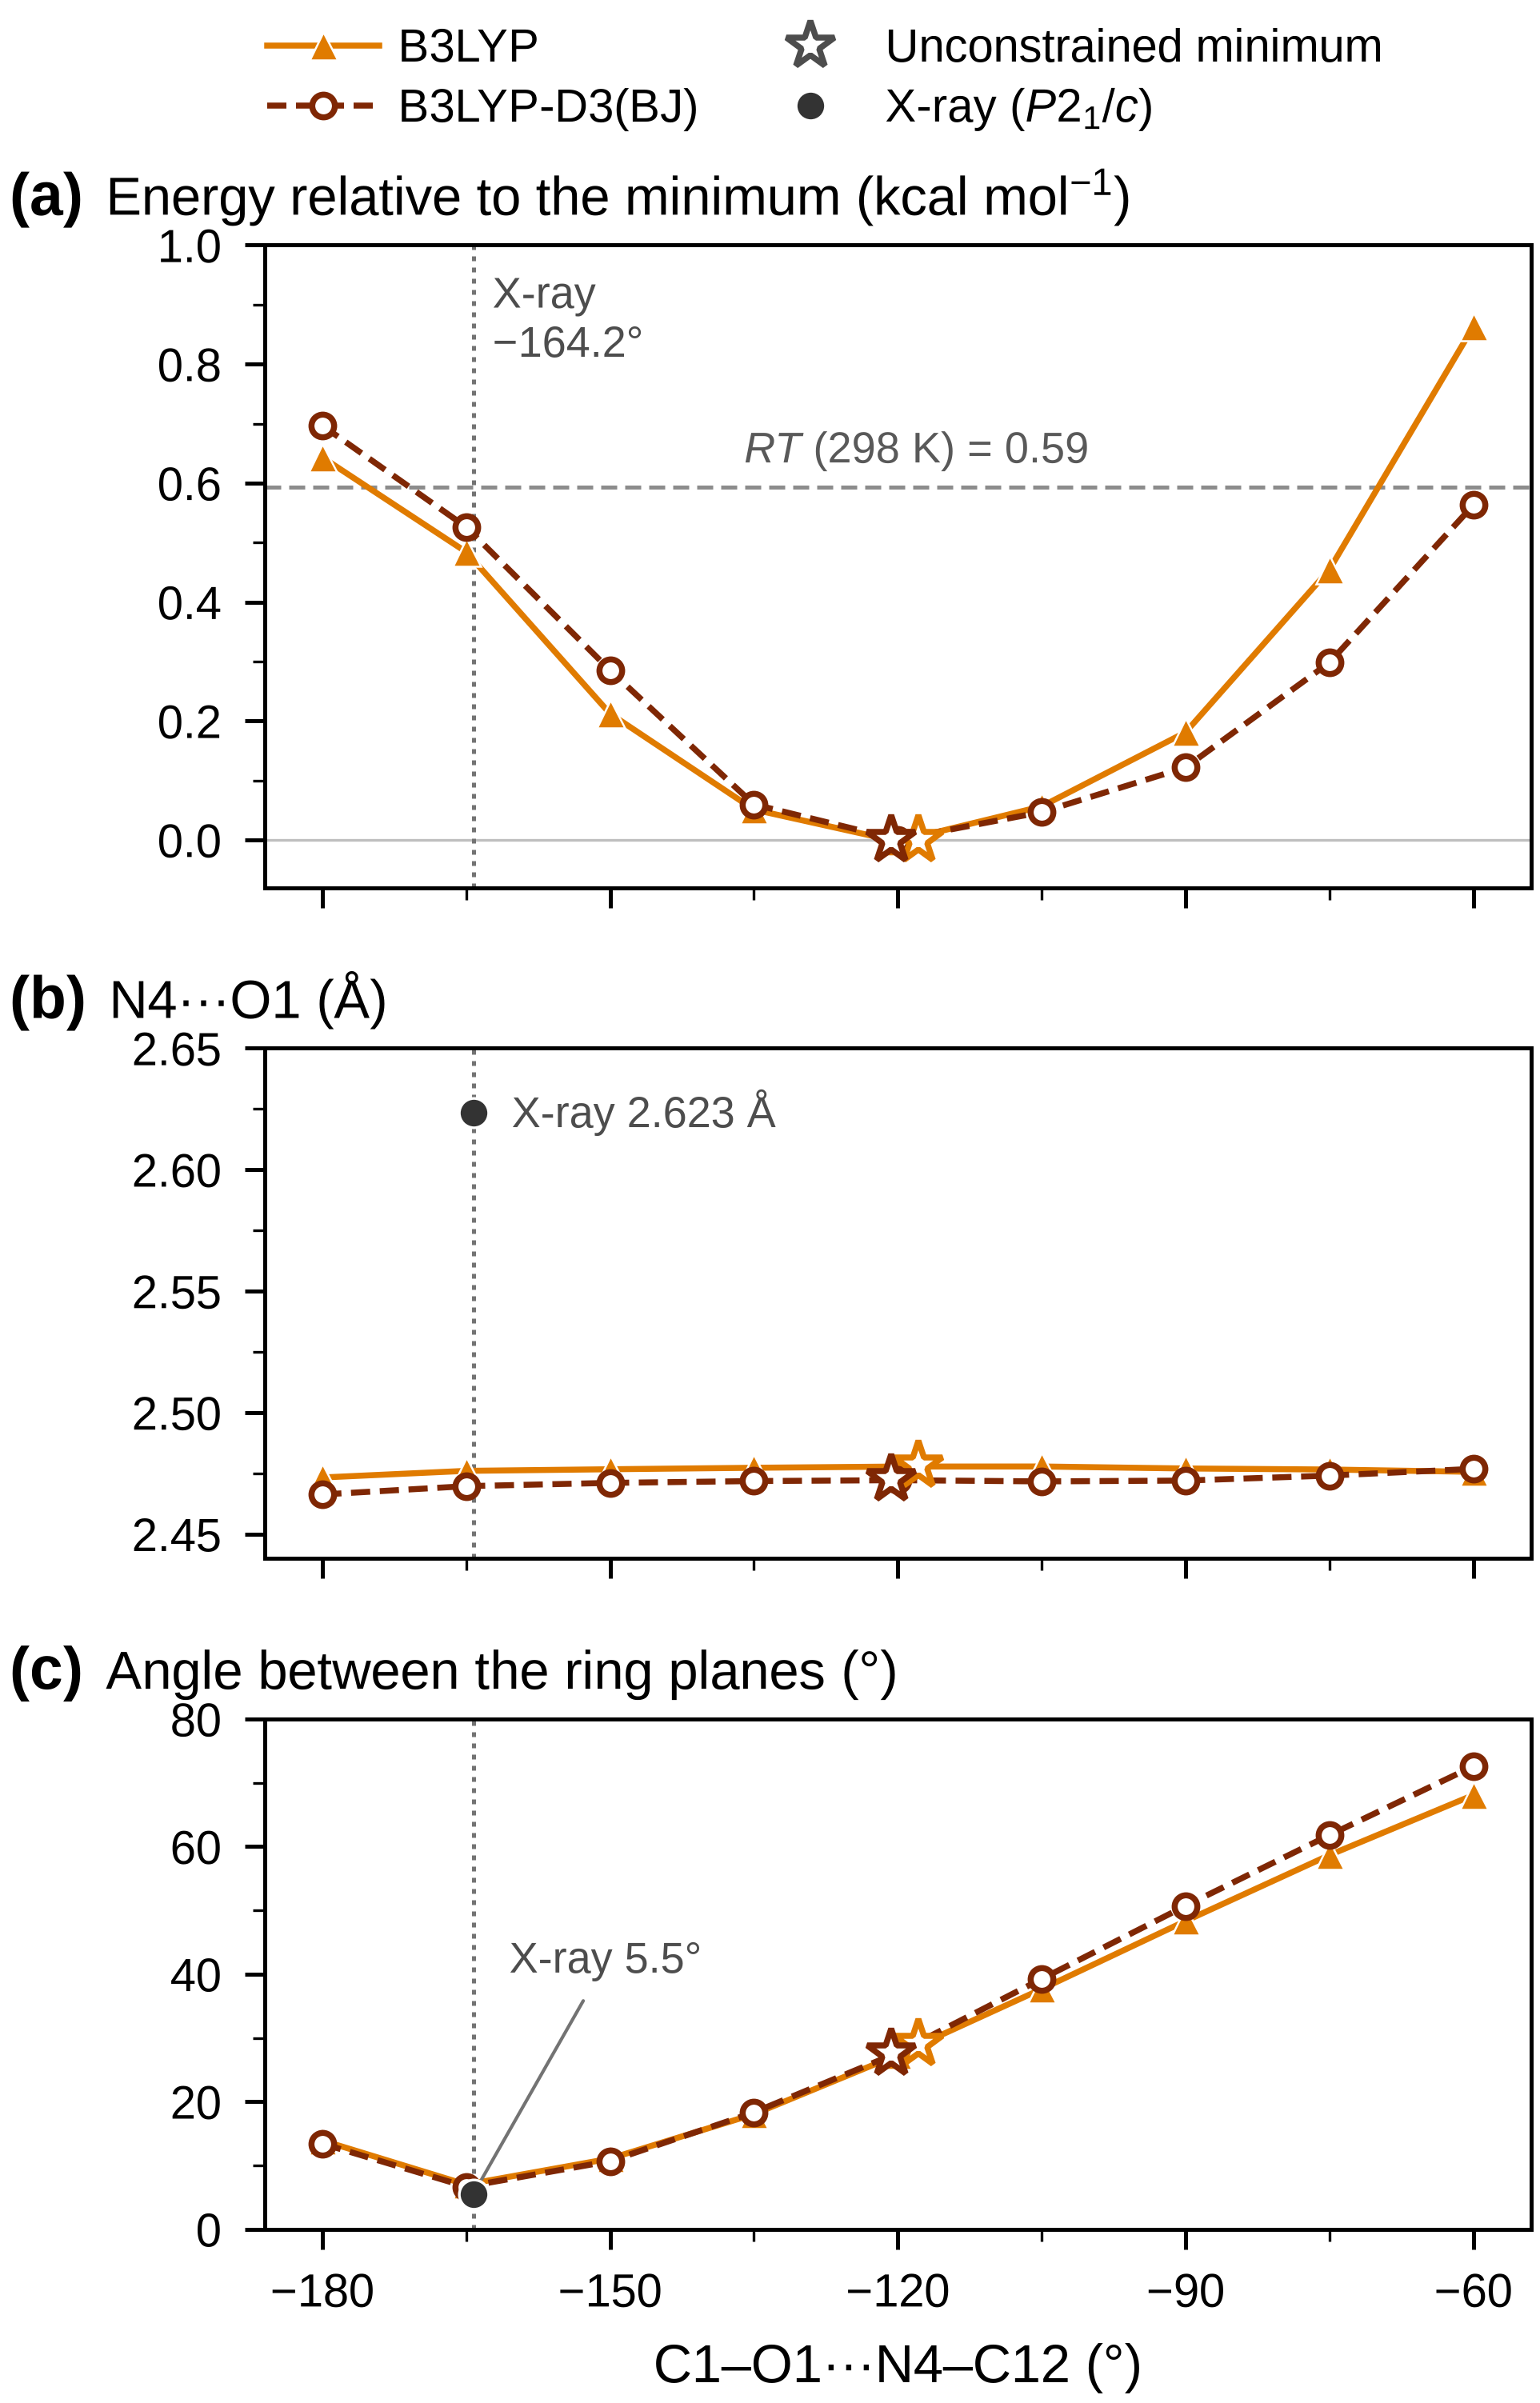 B3LYP
Unconstrained minimum
B3LYP-D3(BJ)
X-ray (P2₁/c)
(a) Energy relative to the minimum (kcal mol⁻¹)
1.0
X-ray
−164.2°
0.8
RT (298 K) = 0.59
0.6
0.4
0.2
0.0
(b) N4···O1 (Å)
2.65
X-ray 2.623 Å
2.60
2.55
2.50
2.45
(c) Angle between the ring planes (°)
80
60
X-ray 5.5°
40
20
0
−180 −150 −120 −90 −60
C1–O1···N4–C12 (°)